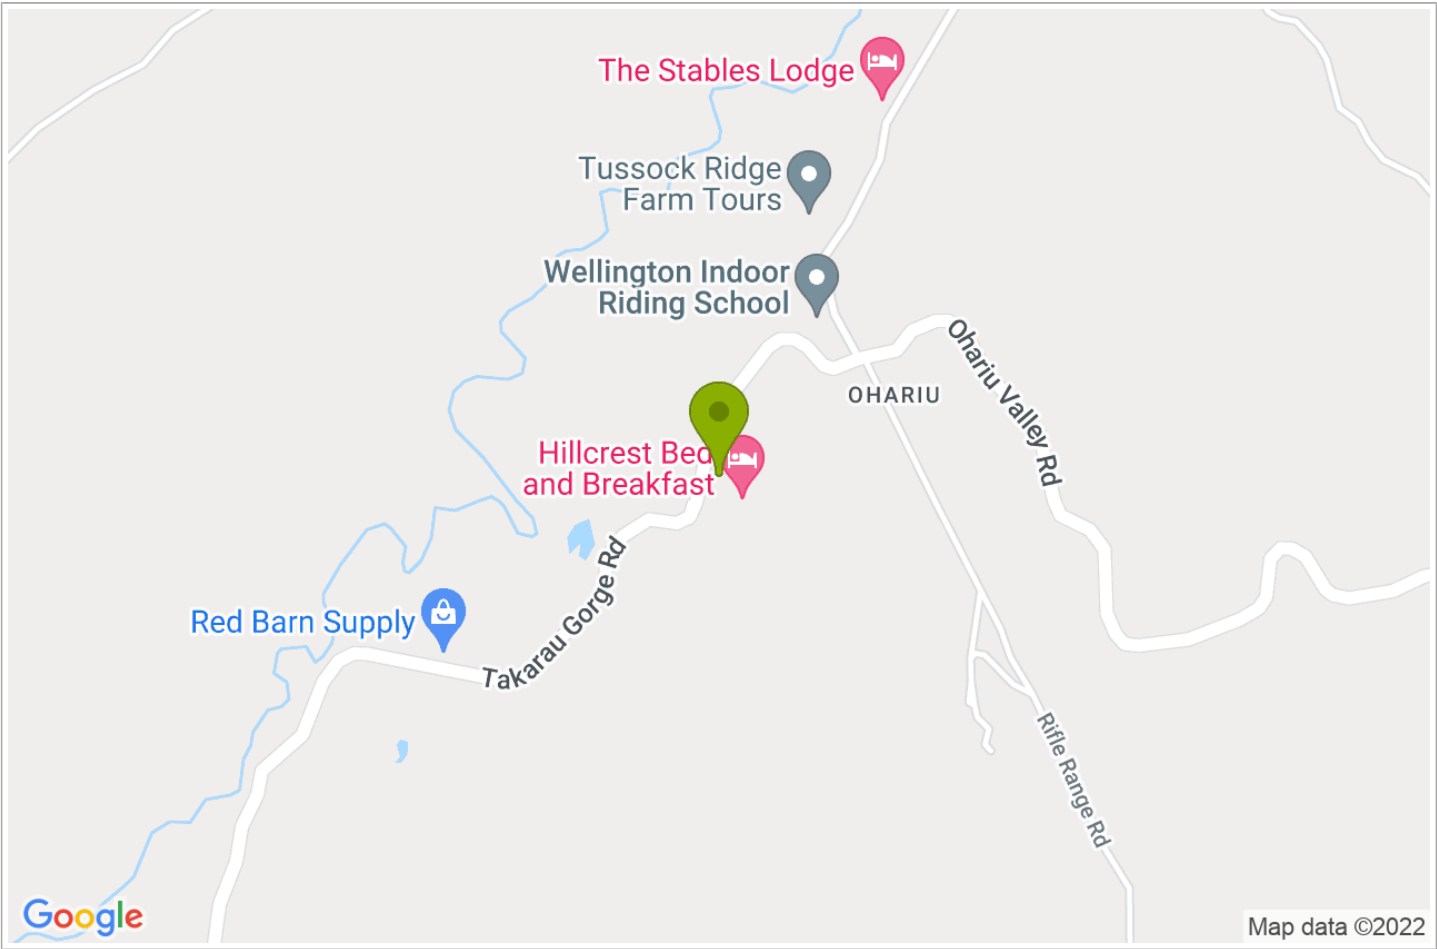 The Stables Lodge
Tussock Ridge
Farm Tours
Wellington Indoor
Riding School
Ohariu Valley Rd
OHARIU
Hillcrest Bed
and Breakfast
Takarau Gorge Rd
Red Barn Supply
Rifle Range Rd
Google
Map data ©2022